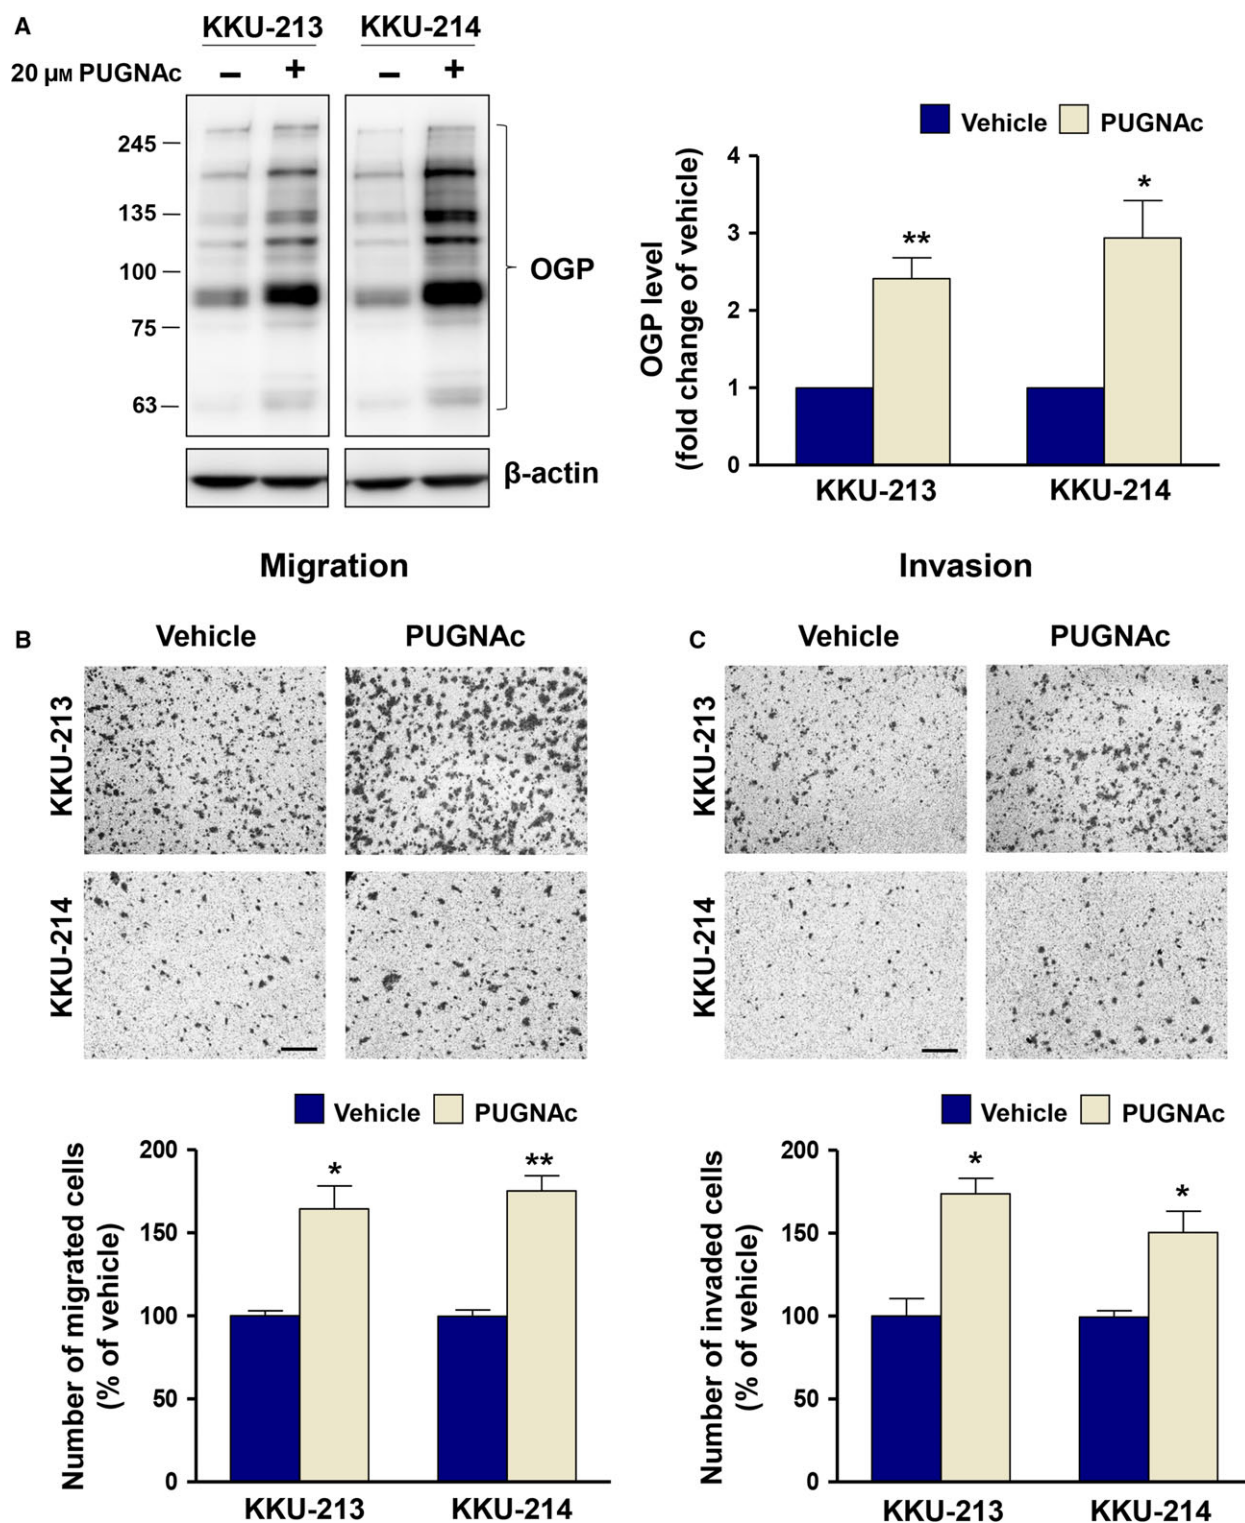 A
KKU-213 KKU-214
20 μM PUGNAc – + – +
245
135
100
75
63
OGP
β-actin
Vehicle PUGNAc
OGP level
(fold change of vehicle)
4
3
2
1
0
** *
KKU-213 KKU-214
Migration
B
Vehicle PUGNAc
KKU-213
KKU-214
Vehicle PUGNAc
Number of migrated cells
(% of vehicle)
200
150
100
50
0
* **
KKU-213 KKU-214
Invasion
C
Vehicle PUGNAc
KKU-213
KKU-214
Vehicle PUGNAc
Number of invaded cells
(% of vehicle)
200
150
100
50
0
* *
KKU-213 KKU-214